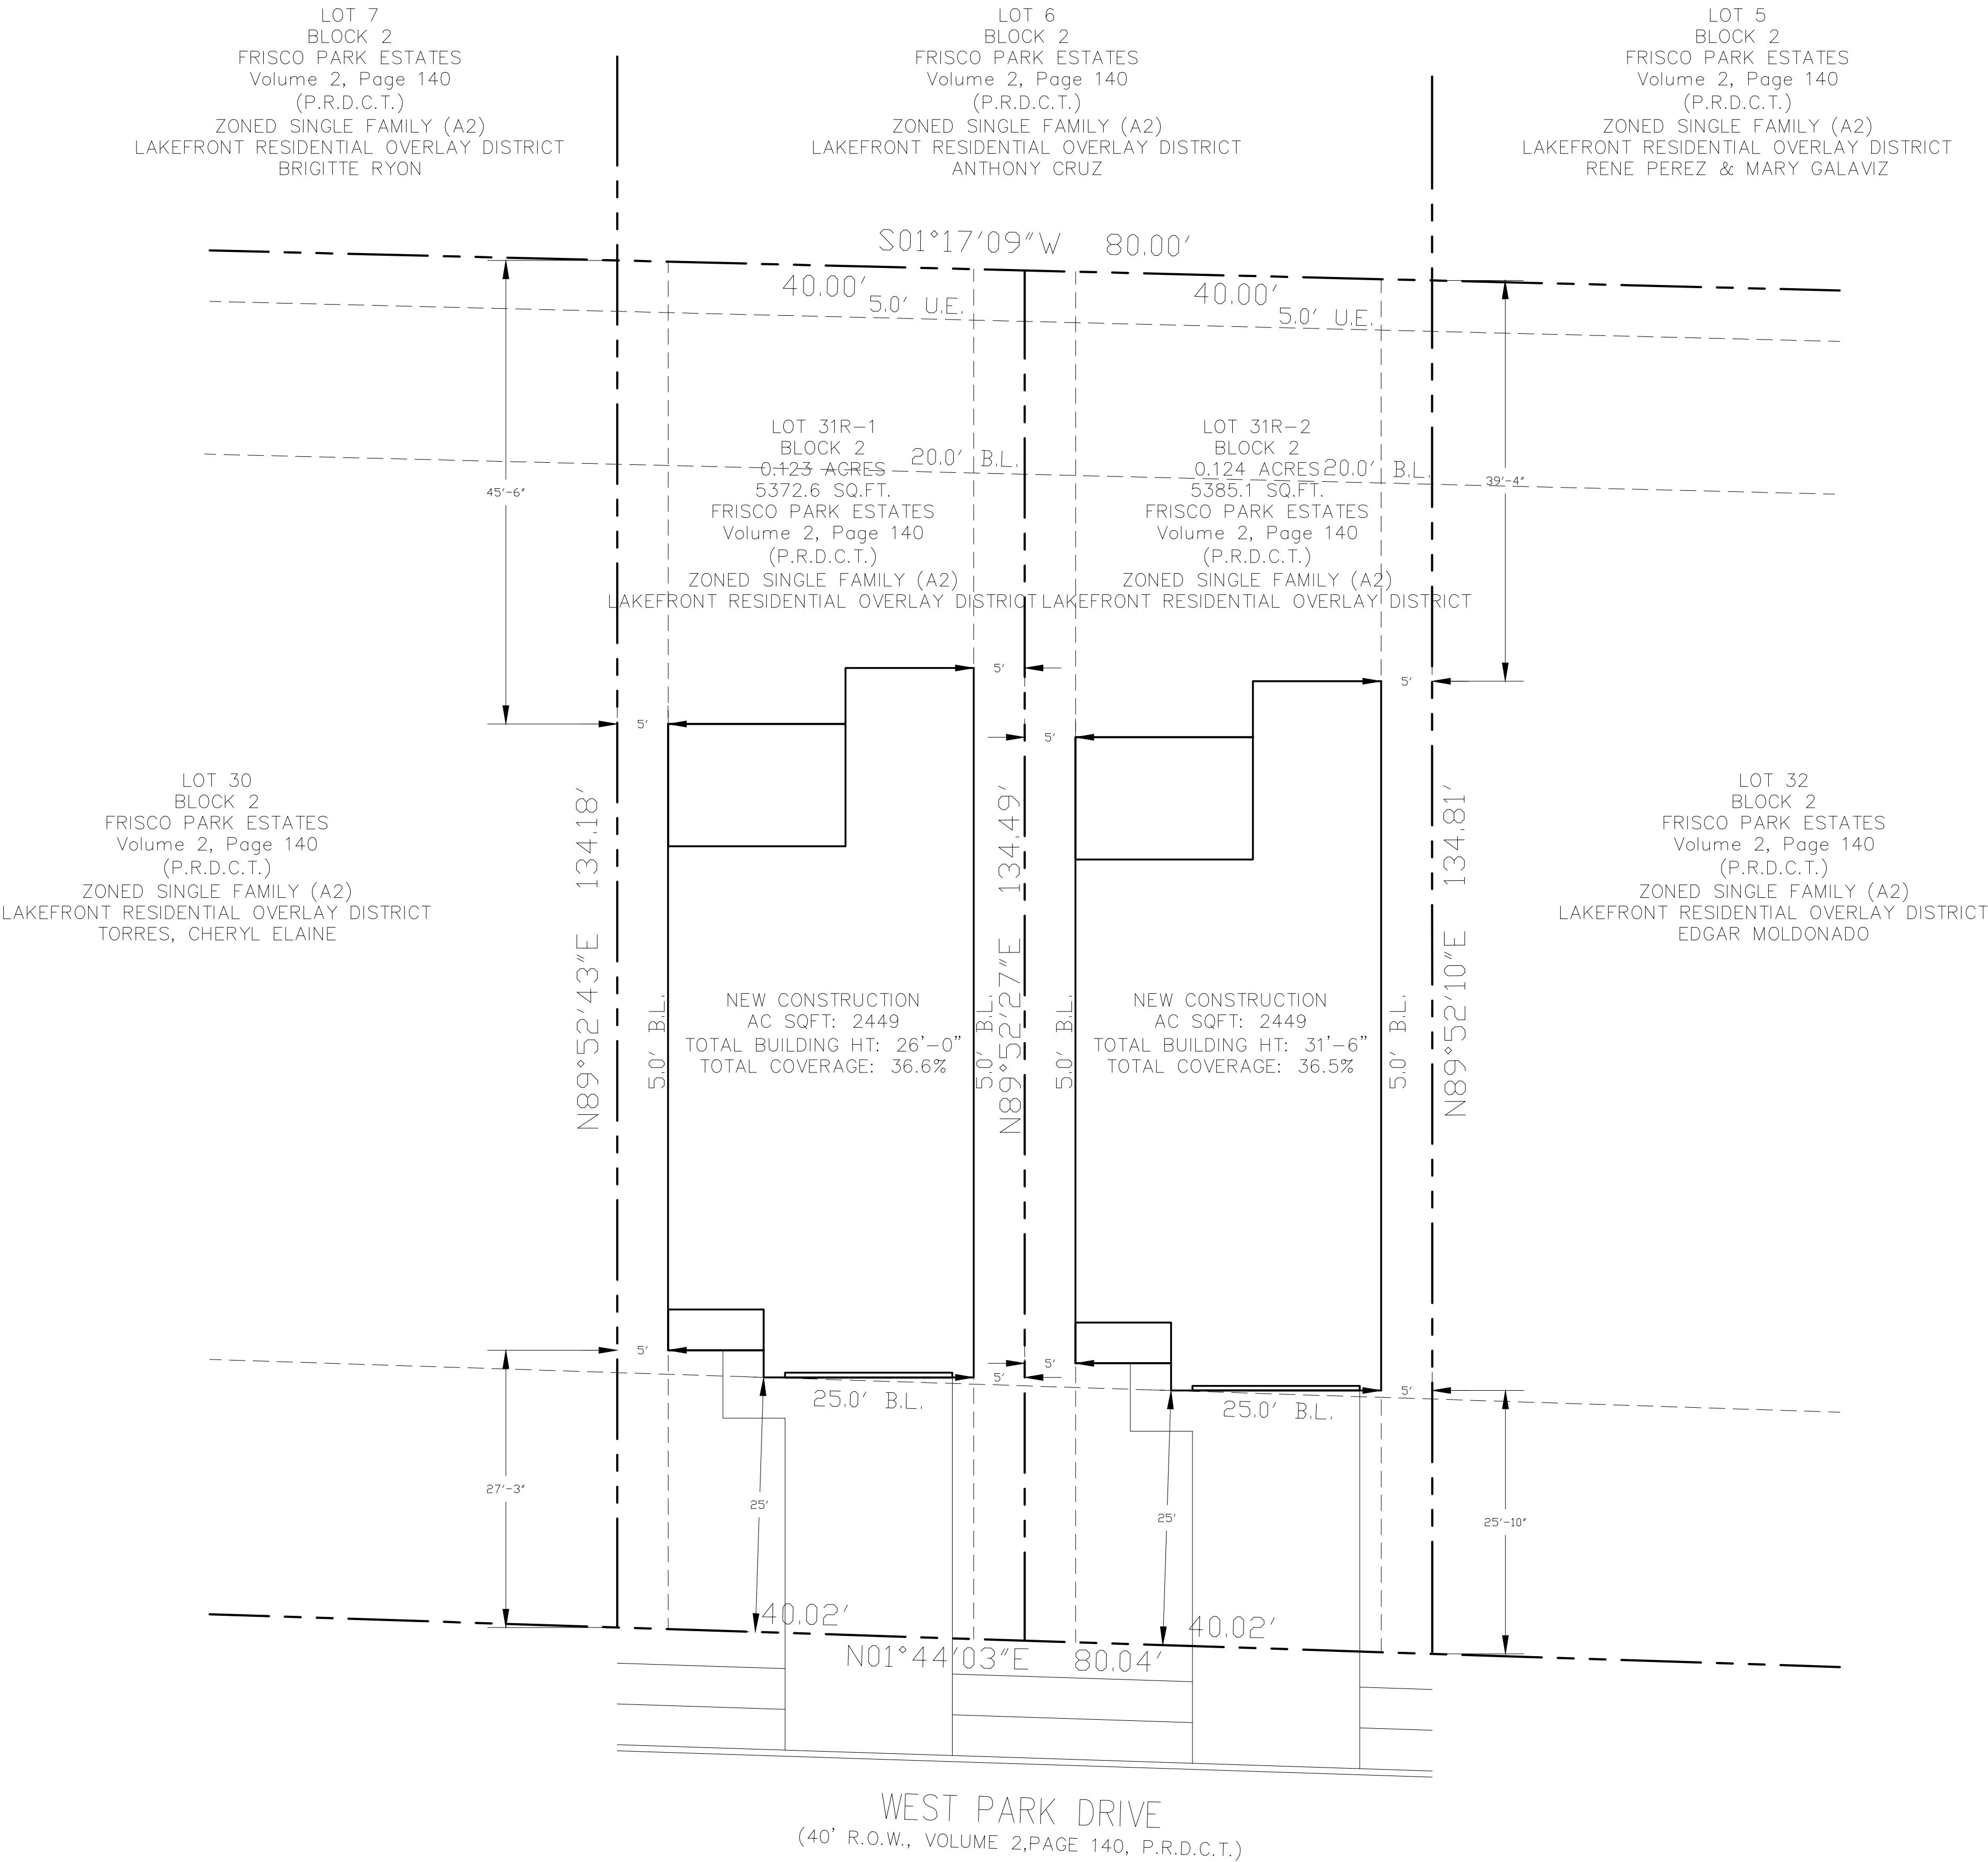 LOT 7
BLOCK 2
FRISCO PARK ESTATES
Volume 2, Page 140
(P.R.D.C.T.)
ZONED SINGLE FAMILY (A2)
LAKEFRONT RESIDENTIAL OVERLAY DISTRICT
BRIGITTE RYON
LOT 6
BLOCK 2
FRISCO PARK ESTATES
Volume 2, Page 140
(P.R.D.C.T.)
ZONED SINGLE FAMILY (A2)
LAKEFRONT RESIDENTIAL OVERLAY DISTRICT
ANTHONY CRUZ
LOT 5
BLOCK 2
FRISCO PARK ESTATES
Volume 2, Page 140
(P.R.D.C.T.)
ZONED SINGLE FAMILY (A2)
LAKEFRONT RESIDENTIAL OVERLAY DISTRICT
RENE PEREZ & MARY GALAVIZ
S01°17'09"W 80.00'
40.00'
5.0' U.E.
40.00'
5.0' U.E.
LOT 31R-1
BLOCK 2
0.123 ACRES
5372.6 SQ.FT.
FRISCO PARK ESTATES
Volume 2, Page 140
(P.R.D.C.T.)
ZONED SINGLE FAMILY (A2)
LAKEFRONT RESIDENTIAL OVERLAY DISTRICT
20.0' B.L.
LOT 31R-2
BLOCK 2
0.124 ACRES
5385.1 SQ.FT.
FRISCO PARK ESTATES
Volume 2, Page 140
(P.R.D.C.T.)
ZONED SINGLE FAMILY (A2)
LAKEFRONT RESIDENTIAL OVERLAY DISTRICT
20.0' B.L.
45'-6"
39'-4"
5'
5'
5'
5'
LOT 30
BLOCK 2
FRISCO PARK ESTATES
Volume 2, Page 140
(P.R.D.C.T.)
ZONED SINGLE FAMILY (A2)
LAKEFRONT RESIDENTIAL OVERLAY DISTRICT
TORRES, CHERYL ELAINE
N89°52'43"E 134.18'
5.0' B.L.
NEW CONSTRUCTION
AC SQFT: 2449
TOTAL BUILDING HT: 26'-0"
TOTAL COVERAGE: 36.6%
5.0' B.L.
N89°52'27"E 134.49'
5.0' B.L.
NEW CONSTRUCTION
AC SQFT: 2449
TOTAL BUILDING HT: 31'-6"
TOTAL COVERAGE: 36.5%
5.0' B.L.
N89°52'10"E 134.81'
LOT 32
BLOCK 2
FRISCO PARK ESTATES
Volume 2, Page 140
(P.R.D.C.T.)
ZONED SINGLE FAMILY (A2)
LAKEFRONT RESIDENTIAL OVERLAY DISTRICT
EDGAR MOLDONADO
5'
5'
5'
5'
25.0' B.L.
25.0' B.L.
27'-3"
25'
25'
25'-10"
40.02'
40.02'
N01°44'03"E 80.04'
WEST PARK DRIVE
(40' R.O.W., VOLUME 2,PAGE 140, P.R.D.C.T.)